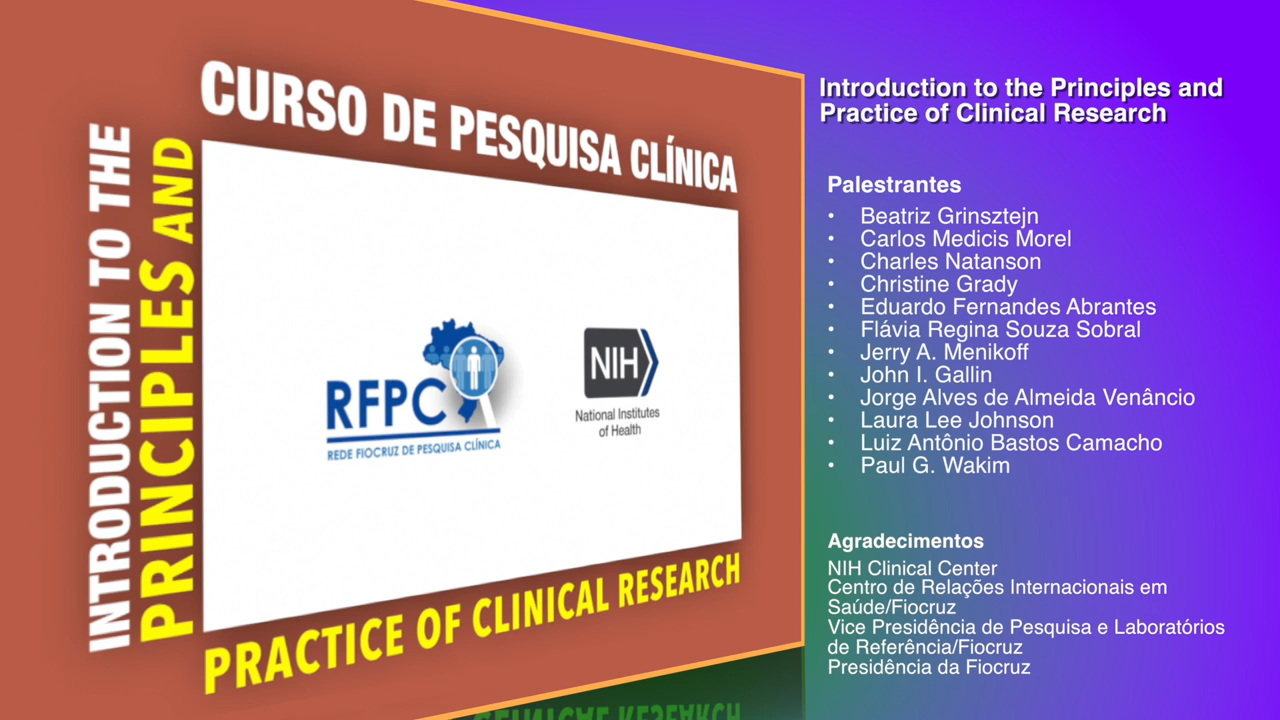 CURSO DE PESQUISA CLÍNICA
INTRODUCTION TO THE
PRINCIPLES AND
RFPC
REDE FIOCRUZ DE PESQUISA CLÍNICA
NIH
National Institutes
of Health
PRACTICE OF CLINICAL RESEARCH
Introduction to the Principles and
Practice of Clinical Research
Palestrantes
• Beatriz Grinsztejn
• Carlos Medicis Morel
• Charles Natanson
• Christine Grady
• Eduardo Fernandes Abrantes
• Flávia Regina Souza Sobral
• Jerry A. Menikoff
• John I. Gallin
• Jorge Alves de Almeida Venâncio
• Laura Lee Johnson
• Luiz Antônio Bastos Camacho
• Paul G. Wakim
Agradecimentos
NIH Clinical Center
Centro de Relações Internacionais em
Saúde/Fiocruz
Vice Presidência de Pesquisa e Laboratórios
de Referência/Fiocruz
Presidência da Fiocruz